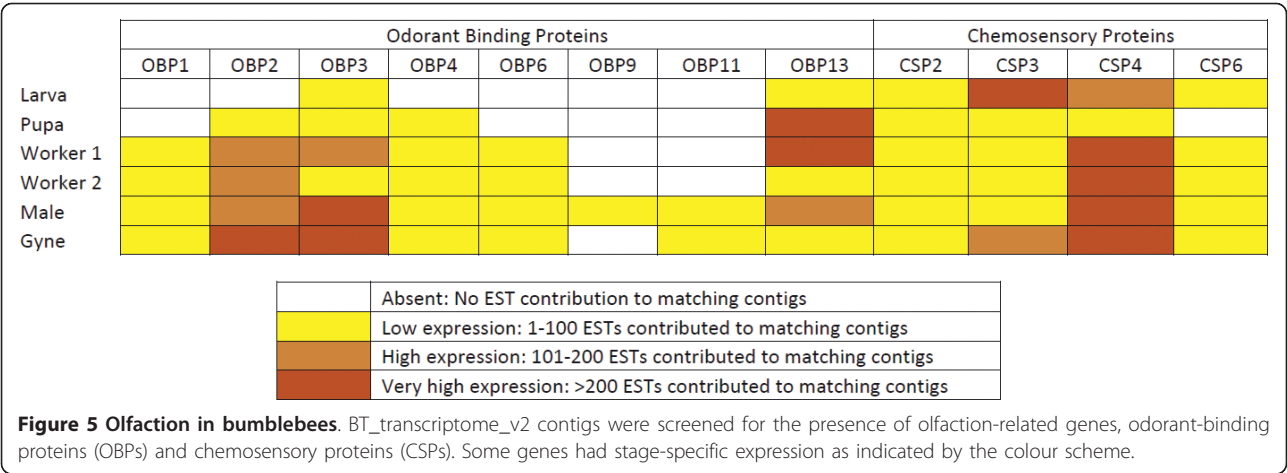 Odorant Binding Proteins Chemosensory Proteins
OBP1 OBP2 OBP3 OBP4 OBP6 OBP9 OBP11 OBP13 CSP2 CSP3 CSP4 CSP6
Larva
Pupa
Worker 1
Worker 2
Male
Gyne
Absent: No EST contribution to matching contigs
Low expression: 1-100 ESTs contributed to matching contigs
High expression: 101-200 ESTs contributed to matching contigs
Very high expression: >200 ESTs contributed to matching contigs
Figure 5 Olfaction in bumblebees. BT_transcriptome_v2 contigs were screened for the presence of olfaction-related genes, odorant-binding
proteins (OBPs) and chemosensory proteins (CSPs). Some genes had stage-specific expression as indicated by the colour scheme.